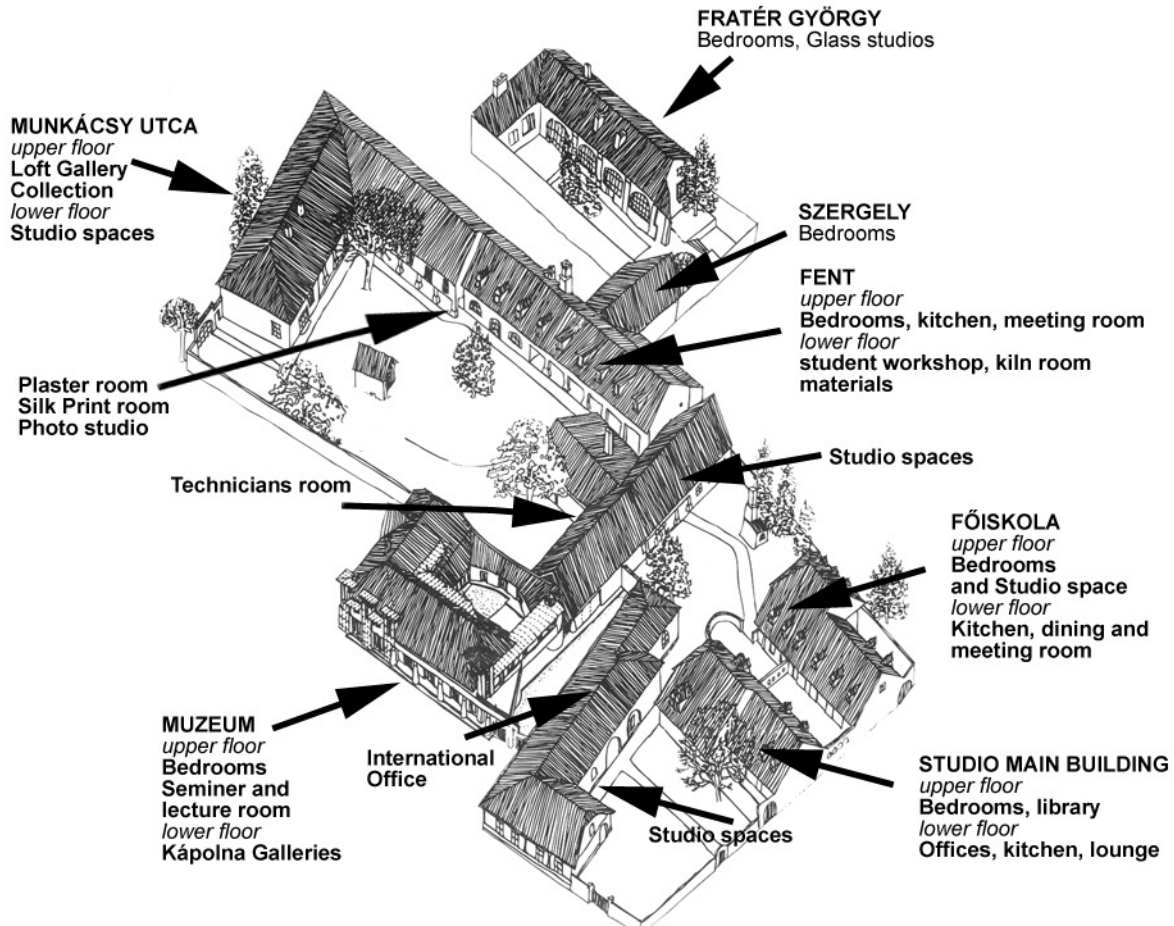 FRATÉR GYÖRGY
Bedrooms, Glass studios
MUNKÁCSY UTCA
upper floor
Loft Gallery
Collection
lower floor
Studio spaces
SZERGELY
Bedrooms
FENT
upper floor
Bedrooms, kitchen, meeting room
lower floor
student workshop, kiln room
materials
Plaster room
Silk Print room
Photo studio
Studio spaces
Technicians room
FŐISKOLA
upper floor
Bedrooms
and Studio space
lower floor
Kitchen, dining and
meeting room
MUZEUM
upper floor
Bedrooms
Seminer and
lecture room
lower floor
Kápolna Galleries
International
Office
Studio spaces
STUDIO MAIN BUILDING
upper floor
Bedrooms, library
lower floor
Offices, kitchen, lounge